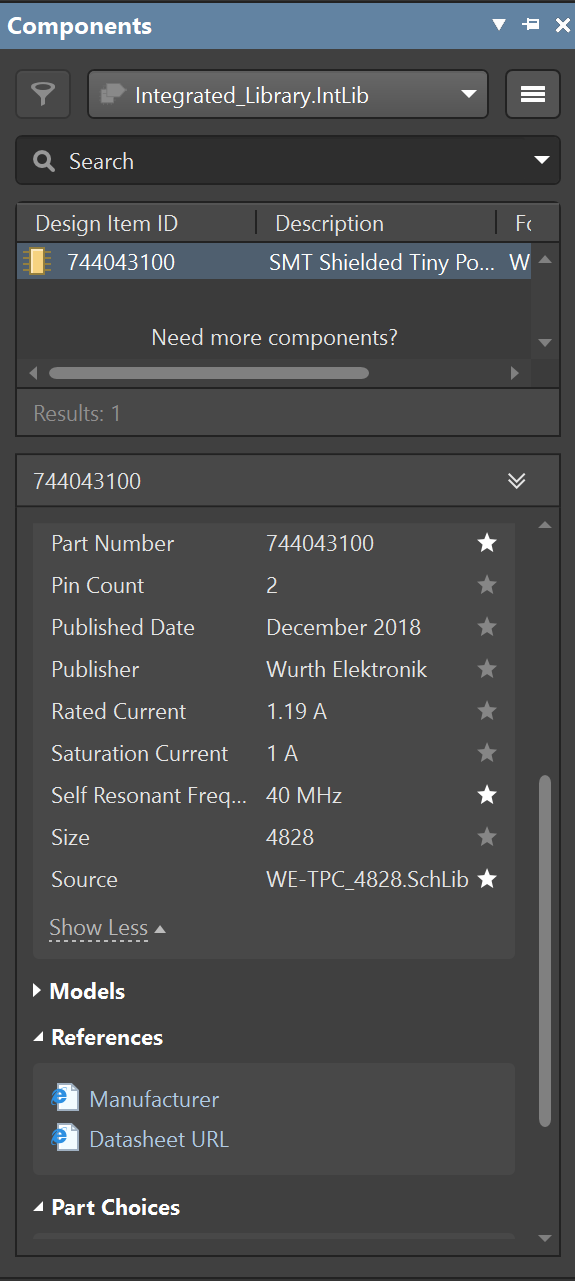 Components
Integrated_Library.IntLib
Search
Design Item ID Description Fo
744043100 SMT Shielded Tiny Po... W
Need more components?
Results: 1
744043100
Part Number 744043100
Pin Count 2
Published Date December 2018
Publisher Wurth Elektronik
Rated Current 1.19 A
Saturation Current 1 A
Self Resonant Freq... 40 MHz
Size 4828
Source WE-TPC_4828.SchLib
Show Less
Models
References
Manufacturer
Datasheet URL
Part Choices